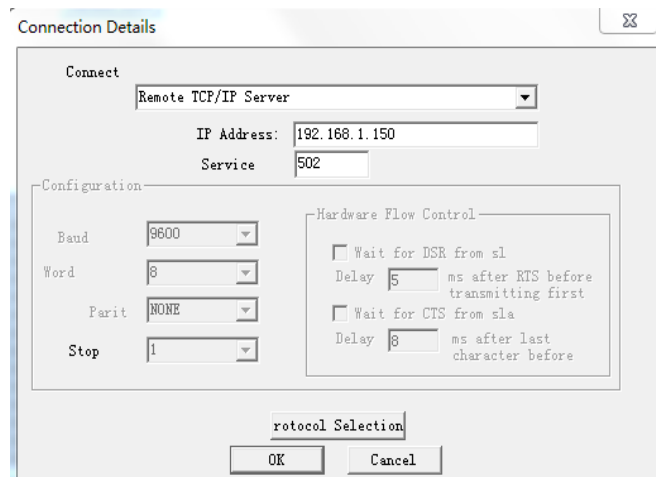 Connection Details
Connect
Remote TCP/IP Server
IP Address: 192.168.1.150
Service 502
Configuration
Baud 9600
Word 8
Parit NONE
Stop 1
Hardware Flow Control
Wait for DSR from sl
Delay 5 ms after RTS before
transmitting first
Wait for CTS from sla
Delay 8 ms after last
character before
rotocol Selection
OK Cancel